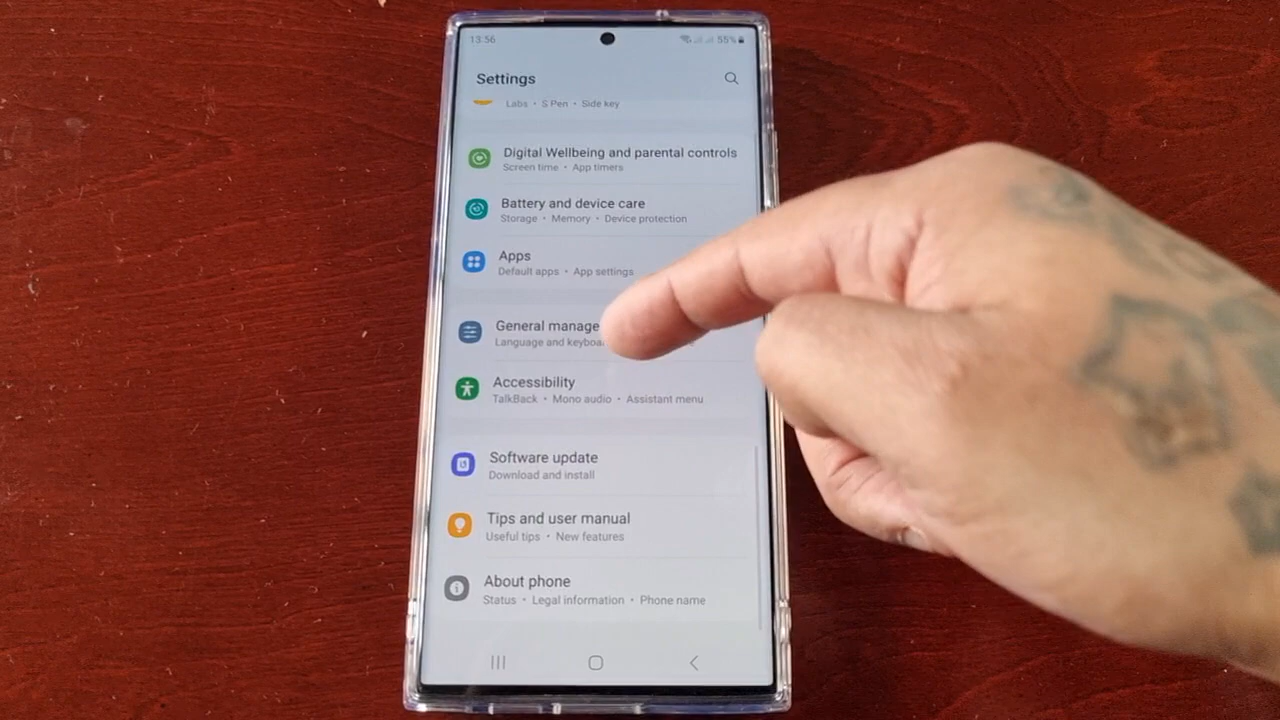 13:56
55%
Settings
Labs • S Pen • Side key
Digital Wellbeing and parental controls
Screen time • App timers
Battery and device care
Storage • Memory • Device protection
Apps
Default apps • App settings
General manage
Language and keyboa
Accessibility
TalkBack • Mono audio • Assistant menu
Software update
Download and install
Tips and user manual
Useful tips • New features
About phone
Status • Legal information • Phone name